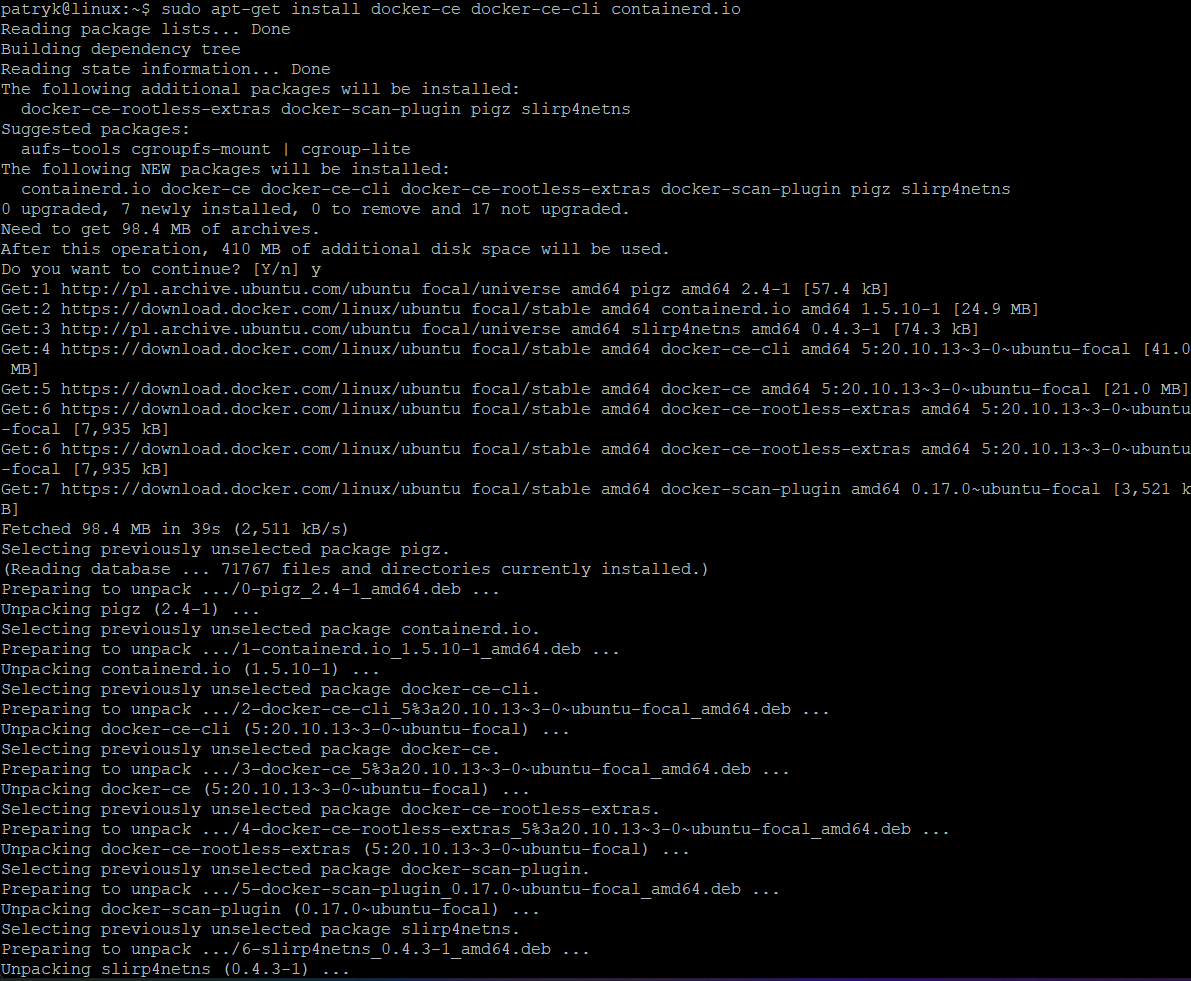 patryk@linux:~$ sudo apt-get install docker-ce docker-ce-cli containerd.io
Reading package lists... Done
Building dependency tree
Reading state information... Done
The following additional packages will be installed:
  docker-ce-rootless-extras docker-scan-plugin pigz slirp4netns
Suggested packages:
  aufs-tools cgroupfs-mount | cgroup-lite
The following NEW packages will be installed:
  containerd.io docker-ce docker-ce-cli docker-ce-rootless-extras docker-scan-plugin pigz slirp4netns
0 upgraded, 7 newly installed, 0 to remove and 17 not upgraded.
Need to get 98.4 MB of archives.
After this operation, 410 MB of additional disk space will be used.
Do you want to continue? [Y/n] y
Get:1 http://pl.archive.ubuntu.com/ubuntu focal/universe amd64 pigz amd64 2.4-1 [57.4 kB]
Get:2 https://download.docker.com/linux/ubuntu focal/stable amd64 containerd.io amd64 1.5.10-1 [24.9 MB]
Get:3 http://pl.archive.ubuntu.com/ubuntu focal/universe amd64 slirp4netns amd64 0.4.3-1 [74.3 kB]
Get:4 https://download.docker.com/linux/ubuntu focal/stable amd64 docker-ce-cli amd64 5:20.10.13~3-0~ubuntu-focal [41.0
 MB]
Get:5 https://download.docker.com/linux/ubuntu focal/stable amd64 docker-ce amd64 5:20.10.13~3-0~ubuntu-focal [21.0 MB]
Get:6 https://download.docker.com/linux/ubuntu focal/stable amd64 docker-ce-rootless-extras amd64 5:20.10.13~3-0~ubuntu
-focal [7,935 kB]
Get:6 https://download.docker.com/linux/ubuntu focal/stable amd64 docker-ce-rootless-extras amd64 5:20.10.13~3-0~ubuntu
-focal [7,935 kB]
Get:7 https://download.docker.com/linux/ubuntu focal/stable amd64 docker-scan-plugin amd64 0.17.0~ubuntu-focal [3,521 k
B]
Fetched 98.4 MB in 39s (2,511 kB/s)
Selecting previously unselected package pigz.
(Reading database ... 71767 files and directories currently installed.)
Preparing to unpack .../0-pigz_2.4-1_amd64.deb ...
Unpacking pigz (2.4-1) ...
Selecting previously unselected package containerd.io.
Preparing to unpack .../1-containerd.io_1.5.10-1_amd64.deb ...
Unpacking containerd.io (1.5.10-1) ...
Selecting previously unselected package docker-ce-cli.
Preparing to unpack .../2-docker-ce-cli_5%3a20.10.13~3-0~ubuntu-focal_amd64.deb ...
Unpacking docker-ce-cli (5:20.10.13~3-0~ubuntu-focal) ...
Selecting previously unselected package docker-ce.
Preparing to unpack .../3-docker-ce_5%3a20.10.13~3-0~ubuntu-focal_amd64.deb ...
Unpacking docker-ce (5:20.10.13~3-0~ubuntu-focal) ...
Selecting previously unselected package docker-ce-rootless-extras.
Preparing to unpack .../4-docker-ce-rootless-extras_5%3a20.10.13~3-0~ubuntu-focal_amd64.deb ...
Unpacking docker-ce-rootless-extras (5:20.10.13~3-0~ubuntu-focal) ...
Selecting previously unselected package docker-scan-plugin.
Preparing to unpack .../5-docker-scan-plugin_0.17.0~ubuntu-focal_amd64.deb ...
Unpacking docker-scan-plugin (0.17.0~ubuntu-focal) ...
Selecting previously unselected package slirp4netns.
Preparing to unpack .../6-slirp4netns_0.4.3-1_amd64.deb ...
Unpacking slirp4netns (0.4.3-1) ...